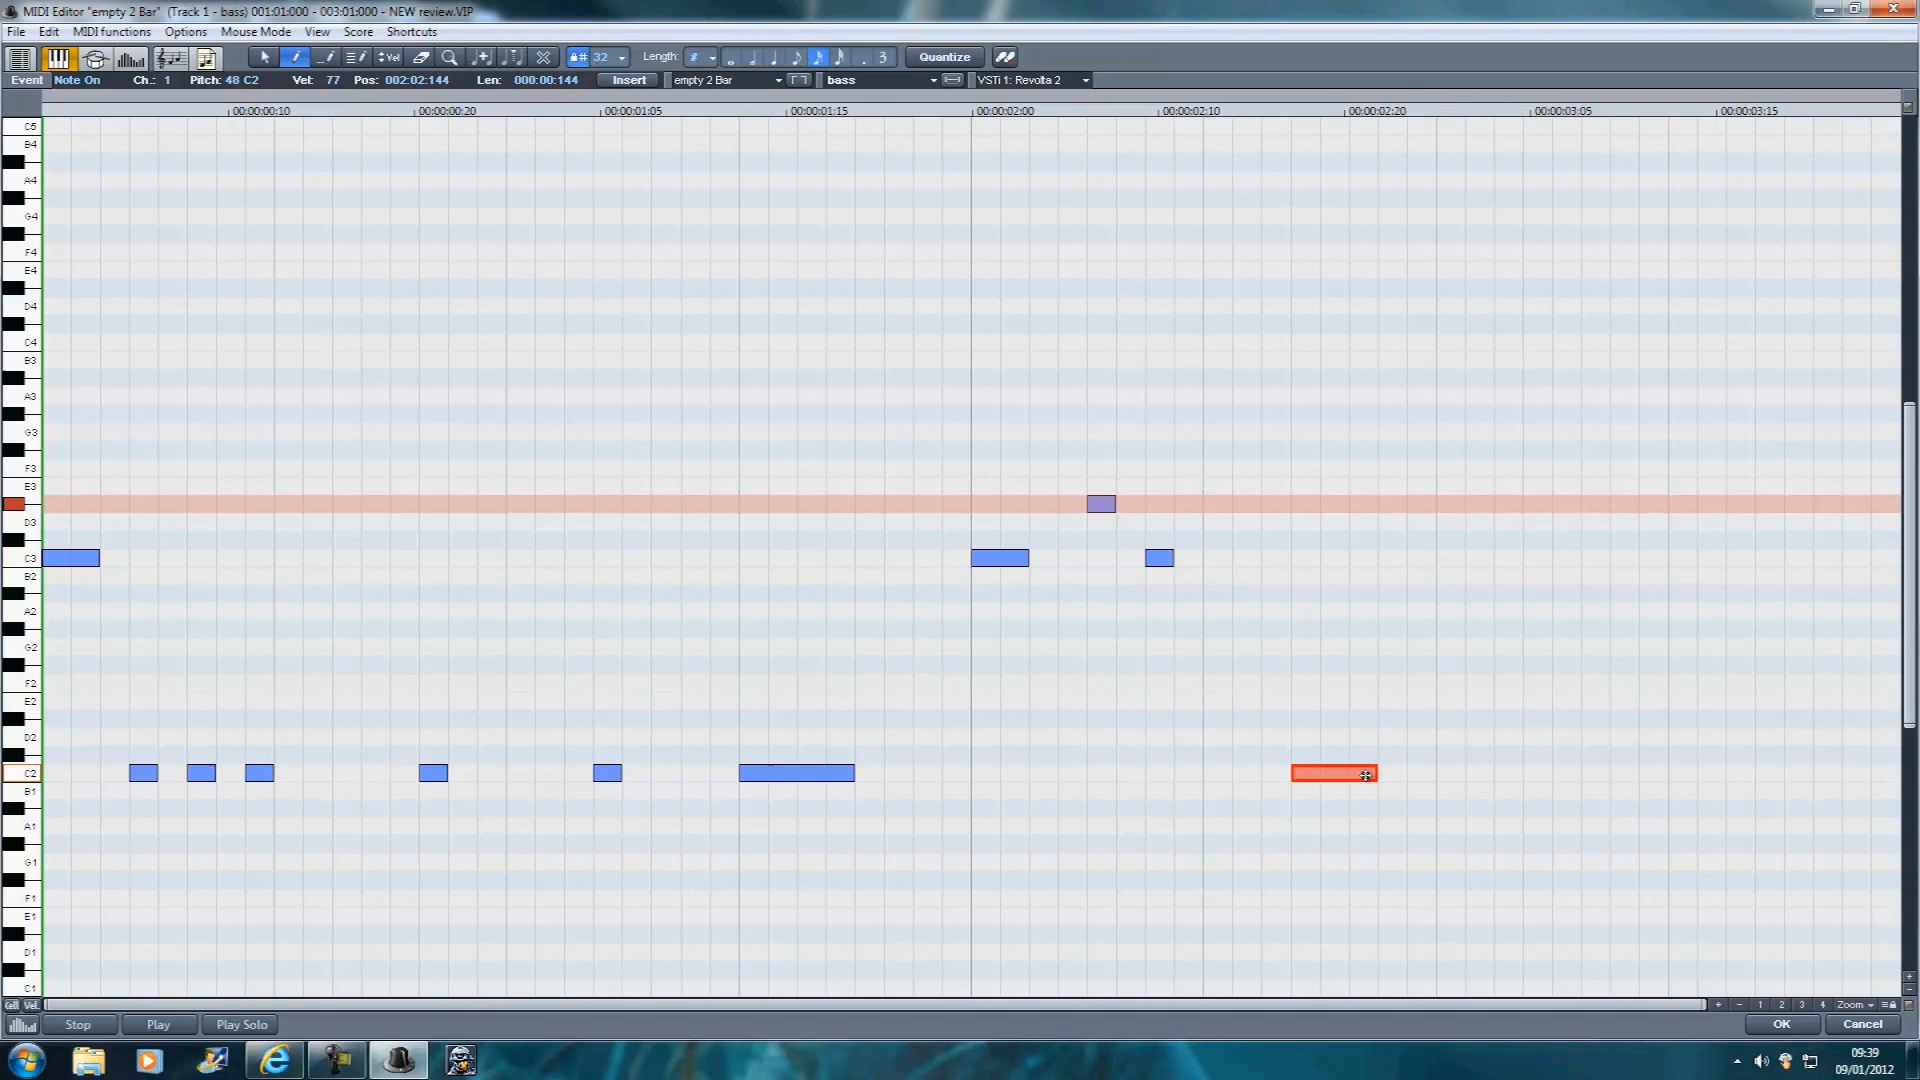 MIDI Editor "empty 2 Bar" (Track 1 - bass) 001:01:000 - 003:01:000 - NEW review.VIP
File Edit MIDI functions Options Mouse Mode View Score Shortcuts
Vel # 32 Length: 3 Quantize
Event Note On Ch.: 1 Pitch: 48 C2 Vel: 77 Pos: 002:02:144 Len: 000:00:144 Insert empty 2 Bar bass VSTi 1: Revolta 2
00:00:00:10 00:00:00:20 00:00:01:05 00:00:01:15 00:00:02:00 00:00:02:10 00:00:02:20 00:00:03:05 00:00:03:15
C5
B4
A4
G4
F4
E4
D4
C4
B3
A3
G3
F3
E3
D3
C3
B2
A2
G2
F2
E2
D2
C2
B1
A1
G1
F1
E1
D1
C1
Cell Vel. + - 1 2 3 4 Zoom
Stop Play Play Solo OK Cancel
09:39
09/01/2012